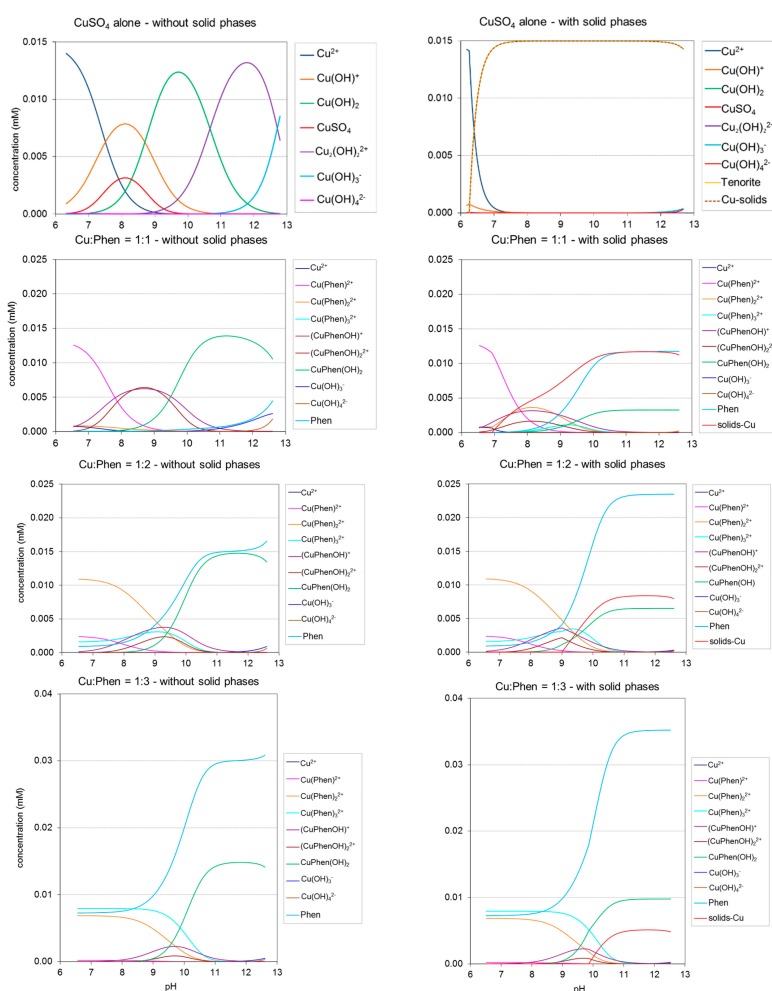 CuSO₄ alone - without solid phases
0.015
0.010
0.005
0.000
concentration (mM)
6 7 8 9 10 11 12 13
Cu²⁺
Cu(OH)⁺
Cu(OH)₂
CuSO₄
Cu₂(OH)₂²⁺
Cu(OH)₃⁻
Cu(OH)₄²⁻
CuSO₄ alone - with solid phases
0.015
0.010
0.005
0.000
6 7 8 9 10 11 12 13
Cu²⁺
Cu(OH)⁺
Cu(OH)₂
CuSO₄
Cu₂(OH)₂²⁺
Cu(OH)₃⁻
Cu(OH)₄²⁻
Tenorite
Cu-solids
Cu:Phen = 1:1 - without solid phases
0.025
0.020
0.015
0.010
0.005
0.000
concentration (mM)
6 7 8 9 10 11 12 13
Cu²⁺
Cu(Phen)²⁺
Cu(Phen)₂²⁺
Cu(Phen)₃²⁺
(CuPhenOH)⁺
(CuPhenOH)₂²⁺
CuPhen(OH)₂
Cu(OH)₃⁻
Cu(OH)₄²⁻
Phen
Cu:Phen = 1:1 - with solid phases
0.025
0.020
0.015
0.010
0.005
0.000
6 7 8 9 10 11 12 13
Cu²⁺
Cu(Phen)²⁺
Cu(Phen)₂²⁺
Cu(Phen)₃²⁺
(CuPhenOH)⁺
(CuPhenOH)₂²
CuPhen(OH)₂
Cu(OH)₃⁻
Cu(OH)₄²⁻
Phen
solids-Cu
Cu:Phen = 1:2 - without solid phases
0.025
0.020
0.015
0.010
0.005
0.000
concentration (mM)
6 7 8 9 10 11 12 13
Cu²⁺
Cu(Phen)²⁺
Cu(Phen)₂²⁺
Cu(Phen)₃²⁺
(CuPhenOH)⁺
(CuPhenOH)₂²⁺
CuPhen(OH)₂
Cu(OH)₃⁻
Cu(OH)₄²⁻
Phen
Cu:Phen = 1:2 - with solid phases
0.025
0.020
0.015
0.010
0.005
0.000
6 7 8 9 10 11 12 13
Cu²⁺
Cu(Phen)²⁺
Cu(Phen)₂²⁺
Cu(Phen)₃²⁺
(CuPhenOH)⁺
(CuPhenOH)₂²⁺
CuPhen(OH)
Cu(OH)₃⁻
Cu(OH)₄²⁻
Phen
solids-Cu
Cu:Phen = 1:3 - without solid phases
0.04
0.03
0.02
0.01
0.00
concentration (mM)
6 7 8 9 10 11 12 13
pH
Cu²⁺
Cu(Phen)²⁺
Cu(Phen)₂²⁺
Cu(Phen)₃²⁺
(CuPhenOH)⁺
(CuPhenOH)₂²⁺
CuPhen(OH)₂
Cu(OH)₃⁻
Cu(OH)₄²⁻
Phen
Cu:Phen = 1:3 - with solid phases
0.04
0.03
0.02
0.01
0.00
6 7 8 9 10 11 12 13
pH
Cu²⁺
Cu(Phen)²⁺
Cu(Phen)₂²⁺
Cu(Phen)₃²⁺
(CuPhenOH)⁺
(CuPhenOH)₂²⁺
CuPhen(OH)₂
Cu(OH)₃⁻
Cu(OH)₄²⁻
Phen
solids-Cu